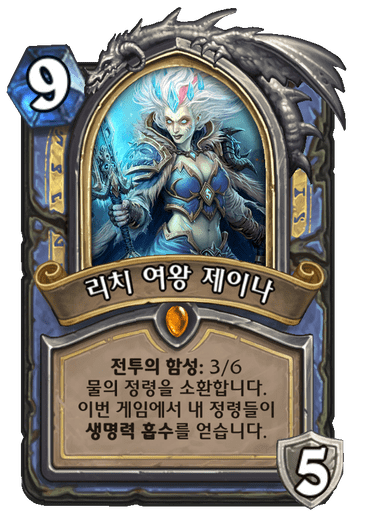 9
리치 여왕 제이나
전투의 함성: 3/6
물의 정령을 소환합니다.
이번 게임에서 내 정령들이
생명력 흡수를 얻습니다.
5